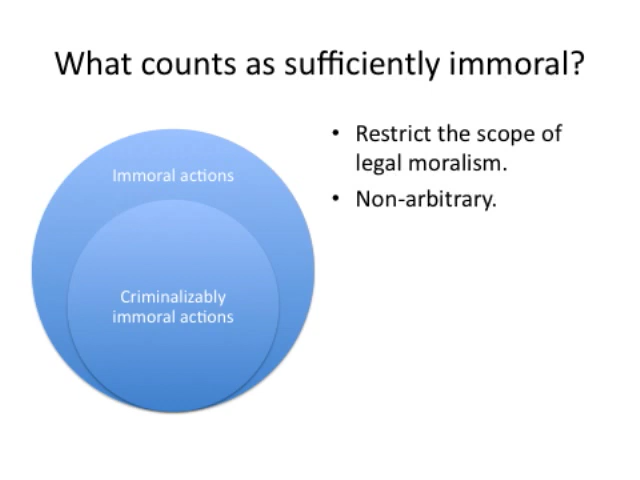 What counts as sufficiently immoral?
Immoral actions
Criminalizably
immoral actions
• Restrict the scope of
legal moralism.
• Non-arbitrary.